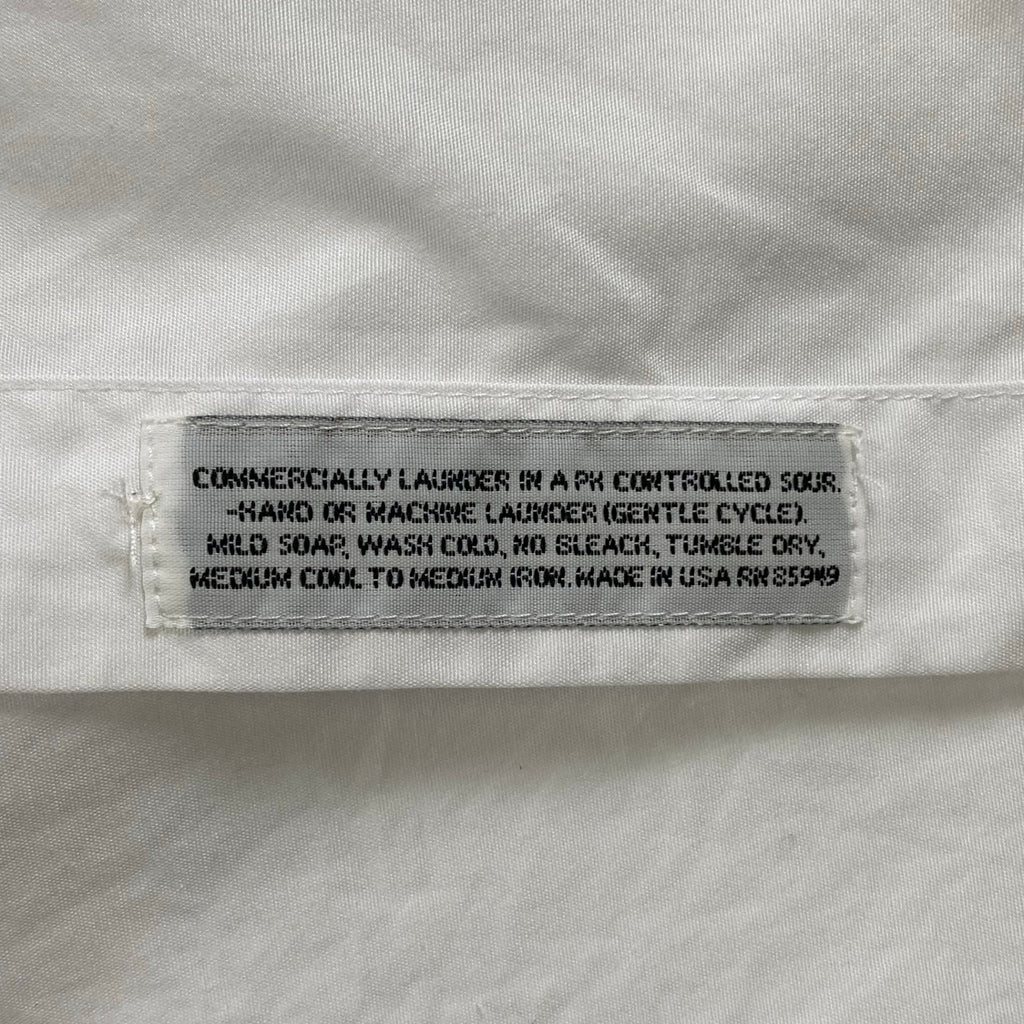 COMMERCIALLY LAUNDER IN A PH CONTROLLED SOUR.
-HAND OR MACHINE LAUNDER (GENTLE CYCLE).
MILD SOAP, WASH COLD, NO BLEACH, TUMBLE DRY,
MEDIUM COOL TO MEDIUM IRON. MADE IN USA RN 85949